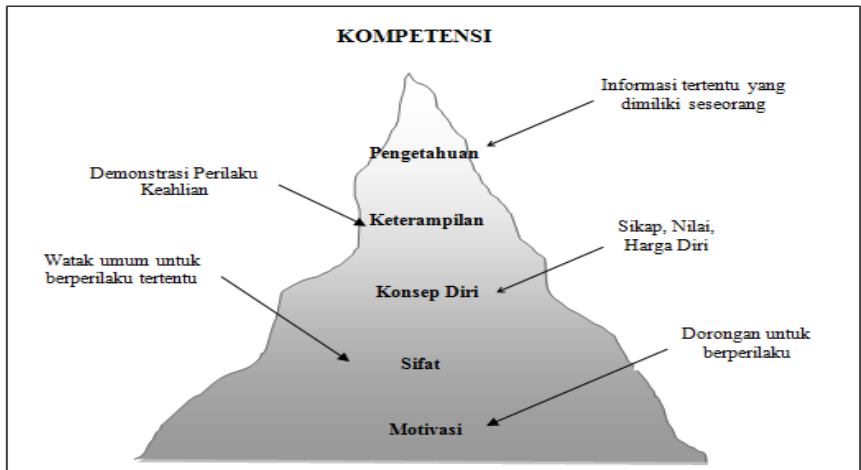 KOMPETENSI
Informasi tertentu yang
dimiliki seseorang
Pengetahuan
Demonstrasi Perilaku
Keahlian
Keterampilan
Sikap, Nilai,
Harga Diri
Watak umum untuk
berperilaku tertentu
Konsep Diri
Dorongan untuk
berperilaku
Sifat
Motivasi